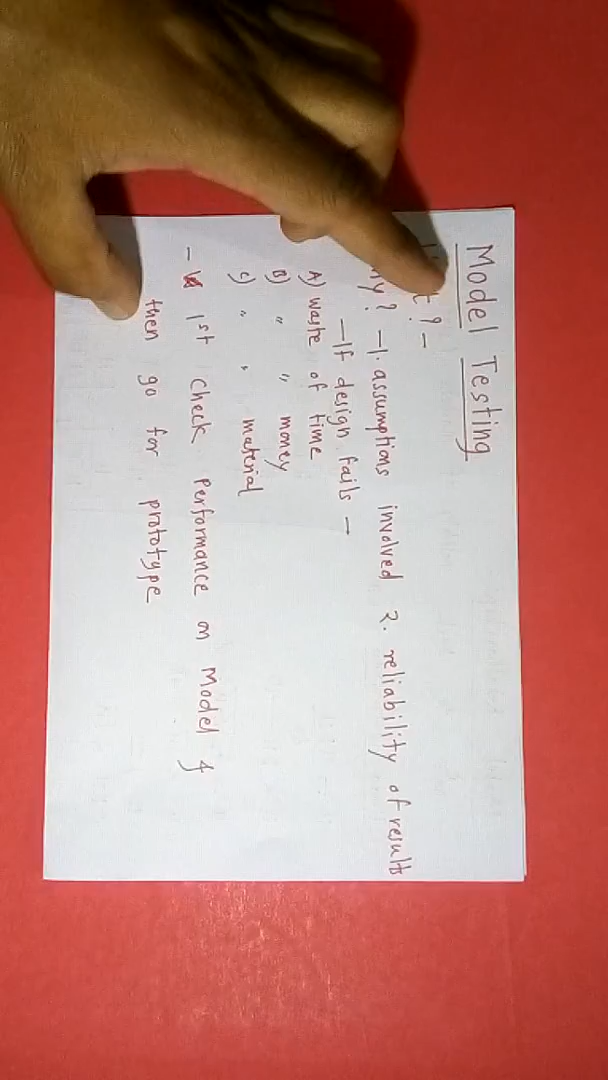 Model Testing
? -
? - 1. assumptions involved 2. reliability of results
- If design fails -
A) waste of time
B) " " money
C) " " material
- 1st check performance on Model &
then go for prototype